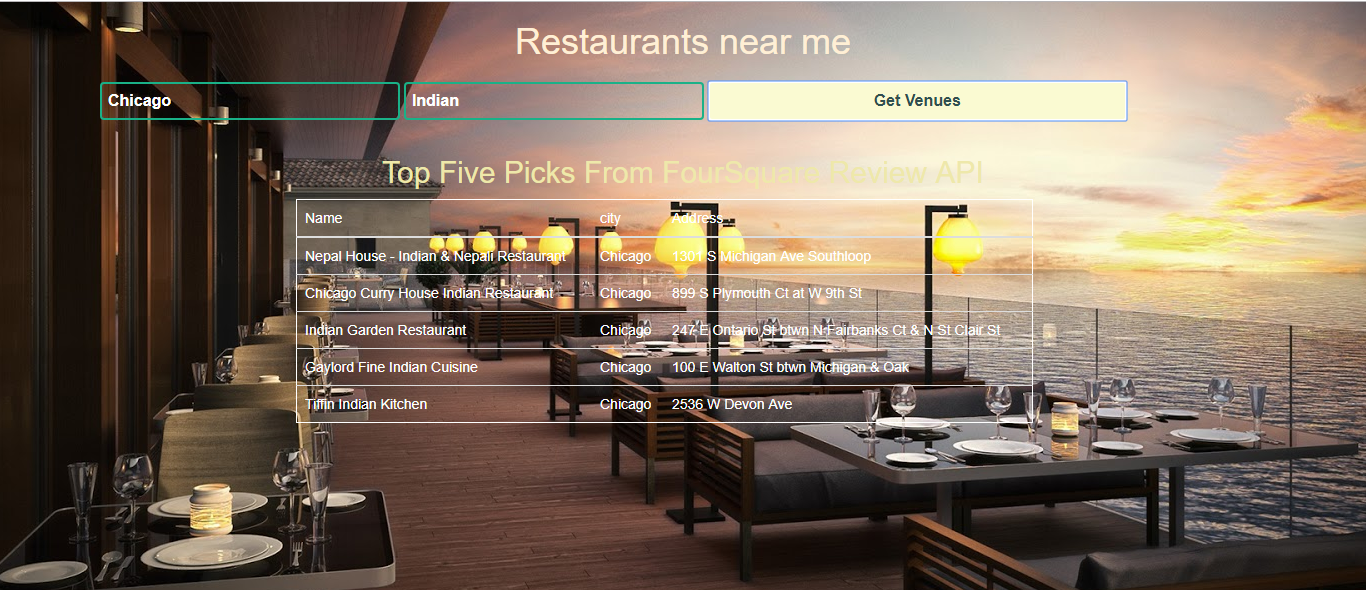 Restaurants near me
Chicago Indian Get Venues
Top Five Picks From FourSquare Review API
Name city Address
Nepal House - Indian & Nepali Restaurant Chicago 1301 S Michigan Ave Southloop
Chicago Curry House Indian Restaurant Chicago 899 S Plymouth Ct at W 9th St
Indian Garden Restaurant Chicago 247 E Ontario St btwn N Fairbanks Ct & N St Clair St
Gaylord Fine Indian Cuisine Chicago 100 E Walton St btwn Michigan & Oak
Tiffin Indian Kitchen Chicago 2536 W Devon Ave